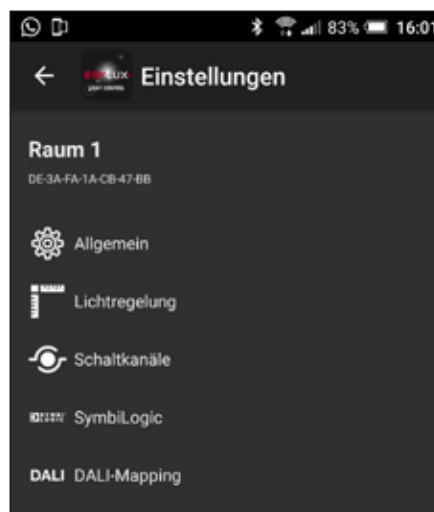 83% 16:01
Einstellungen
Raum 1
DE-3A-FA-1A-CB-47-BB
Allgemein
Lichtregelung
Schaltkanäle
SymbiLogic
DALI DALI-Mapping